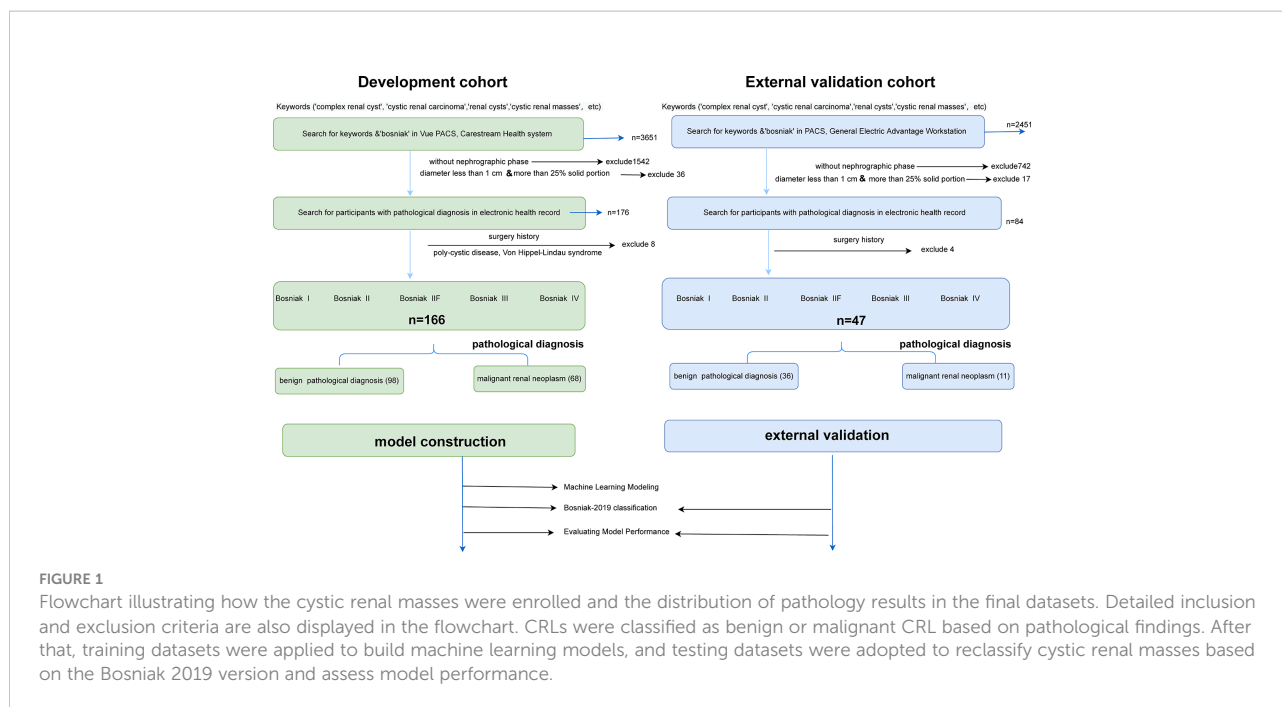 Development cohort
Keywords ('complex renal cyst', 'cystic renal carcinoma','renal cysts','cystic renal masses', etc)
Search for keywords &'bosniak' in Vue PACS, Carestream Health system
n=3651
without nephrographic phase
exclude1542
diameter less than 1 cm & more than 25% solid portion
exclude 36
Search for participants with pathological diagnosis in electronic health record
n=176
surgery history
poly-cystic disease, Von Hippel-Lindau syndrome
exclude 8
Bosniak I Bosniak II Bosniak IIF Bosniak III Bosniak IV
n=166
pathological diagnosis
benign pathological diagnosis (98)
malignant renal neoplasm (68)
model construction
External validation cohort
Keywords ('complex renal cyst', 'cystic renal carcinoma','renal cysts','cystic renal masses', etc)
Search for keywords &'bosniak' in PACS, General Electric Advantage Workstation
n=2451
without nephrographic phase
exclude742
diameter less than 1 cm & more than 25% solid portion
exclude 17
Search for participants with pathological diagnosis in electronic health record
n=84
surgery history
exclude 4
Bosniak I Bosniak II Bosniak IIF Bosniak III Bosniak IV
n=47
pathological diagnosis
benign pathological diagnosis (36)
malignant renal neoplasm (11)
external validation
Machine Learning Modeling
Bosniak-2019 classification
Evaluating Model Performance
FIGURE 1
Flowchart illustrating how the cystic renal masses were enrolled and the distribution of pathology results in the final datasets. Detailed inclusion
and exclusion criteria are also displayed in the flowchart. CRLs were classified as benign or malignant CRL based on pathological findings. After
that, training datasets were applied to build machine learning models, and testing datasets were adopted to reclassify cystic renal masses based
on the Bosniak 2019 version and assess model performance.